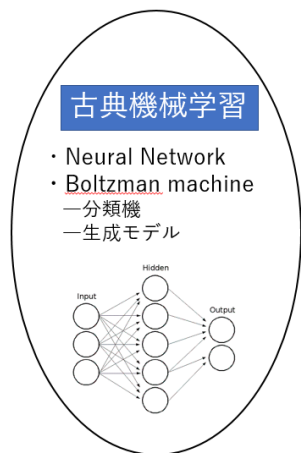 古典機械学習
・Neural Network
・Boltzman machine
―分類機
―生成モデル
Hidden
Input
Output